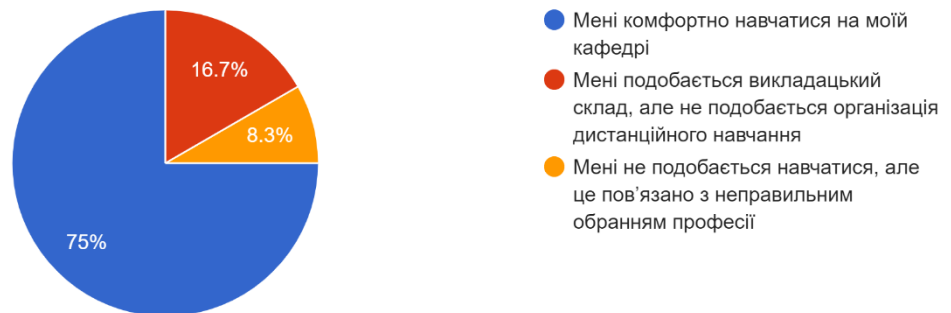 16.7%
8.3%
75%
Мені комфортно навчатися на моїй
кафедрі
Мені подобається викладацький
склад, але не подобається організація
дистанційного навчання
Мені не подобається навчатися, але
це пов’язано з неправильним
обранням професії